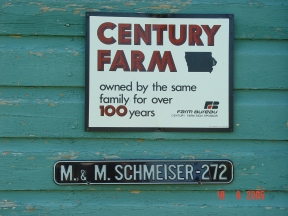 CENTURY
FARM
owned by the same
family for over
100 years
FARM BUREAU
M. & M. SCHMEISER-272